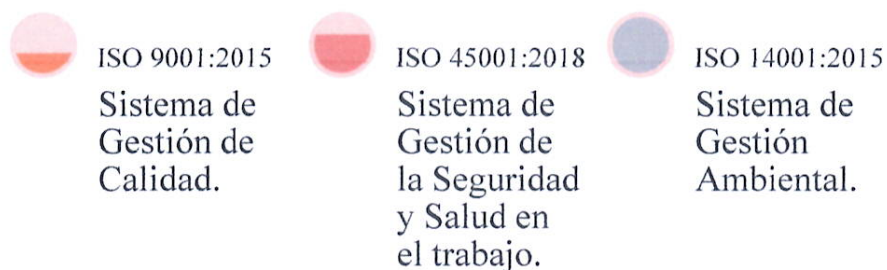 ISO 9001:2015
Sistema de
Gestión de
Calidad.
ISO 45001:2018
Sistema de
Gestión de
la Seguridad
y Salud en
el trabajo.
ISO 14001:2015
Sistema de
Gestión
Ambiental.